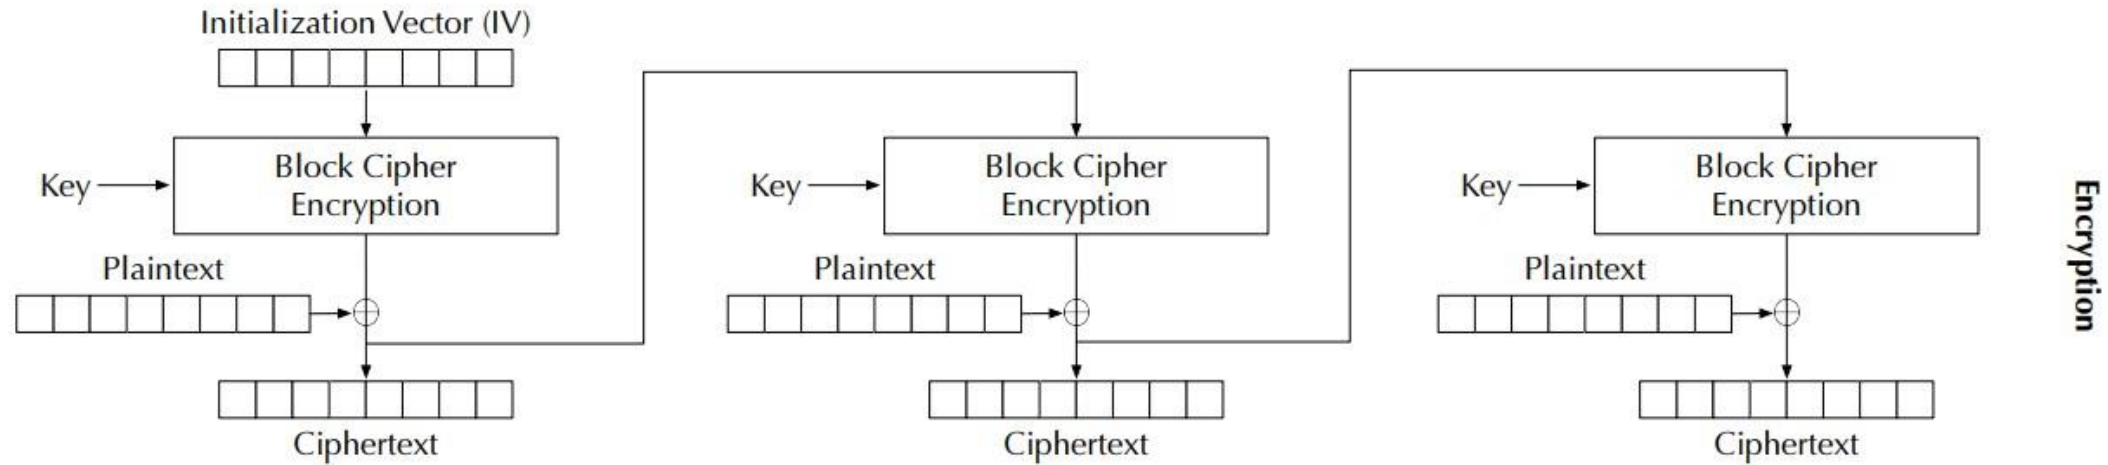 Initialization Vector (IV)
Key
Block Cipher
Encryption
Plaintext
Ciphertext
Key
Block Cipher
Encryption
Plaintext
Ciphertext
Key
Block Cipher
Encryption
Plaintext
Ciphertext
Encryption